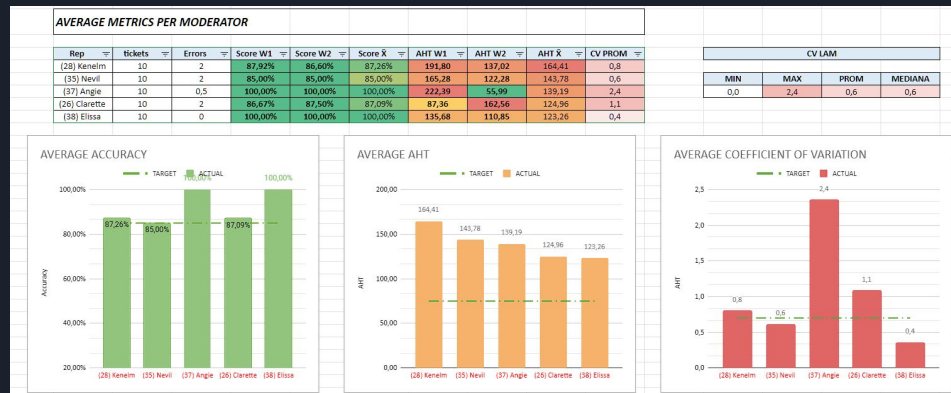 AVERAGE METRICS PER MODERATOR
Rep tickets Errors Score W1 Score W2 Score X̄ AHT W1 AHT W2 AHT X̄ CV PROM
(28) Kenelm 10 2 87,92% 86,60% 87,26% 191,80 137,02 164,41 0,8
(35) Nevil 10 2 85,00% 85,00% 85,00% 165,28 122,28 143,78 0,6
(37) Angie 10 0,5 100,00% 100,00% 100,00% 222,39 55,99 139,19 2,4
(26) Clarette 10 2 86,67% 87,50% 87,09% 87,36 162,56 124,96 1,1
(38) Elissa 10 0 100,00% 100,00% 100,00% 135,68 110,85 123,26 0,4
CV LAM
MIN MAX PROM MEDIANA
0,0 2,4 0,6 0,6
AVERAGE ACCURACY
TARGET ACTUAL
100,00% 100,00%
100,00%
87,26% 85,00% 87,09%
80,00%
60,00%
40,00%
20,00%
Accuracy
(28) Kenelm (35) Nevil (37) Angie (26) Clarette (38) Elissa
AVERAGE AHT
TARGET ACTUAL
200,00
164,41
143,78
139,19
124,96
123,26
150,00
100,00
50,00
0,00
AHT
(28) Kenelm (35) Nevil (37) Angie (26) Clarette (38) Elissa
AVERAGE COEFFICIENT OF VARIATION
TARGET ACTUAL
2,5
2,4
2,0
1,5
1,1
1,0
0,8
0,6
0,5
0,4
0,0
AHT
(28) Kenelm (35) Nevil (37) Angie (26) Clarette (38) Elissa